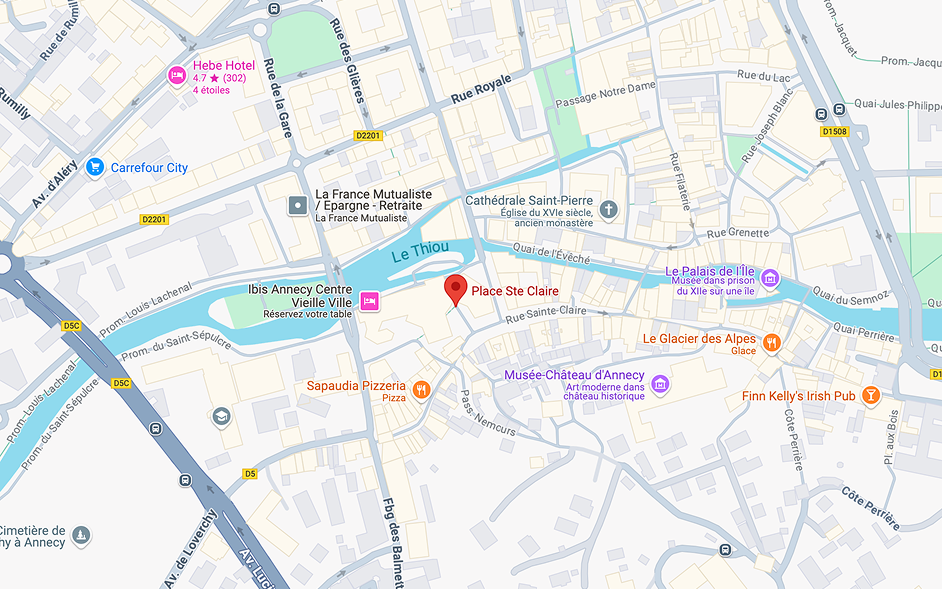 Rue de Rumilly
Rumilly
Hebe Hotel
4.7 ★ (302)
4 étoiles
Rue de la Gare
Rue des Glières
Rue Royale
Passage Notre Dame
Rue du Lac
Prom. Jacquet
Prom. Jacqu
Quai Jules Philippe
Rue Joseph Blanc
D1508
D2201
Av. d'Aléry
Carrefour City
D2201
La France Mutualiste
/ Epargne - Retraite
La France Mutualiste
Cathédrale Saint-Pierre
Église du XVIe siècle,
ancien monastère
Rue Filaterie
Rue Grenette
Le Thiou
Quai de l'Évêché
Le Palais de l'Île
Musée dans prison
du XIIe sur une île
Quai du Semnoz
Quai Perrière
Ibis Annecy Centre
Vieille Ville
Réservez votre table
Place Ste Claire
Rue Sainte-Claire
Prom. Louis Lachenal
D5C
Prom. du Saint-Sépulcre
Le Glacier des Alpes
Glace
D5C
Prom. Louis Lachenal
Prom. du Saint-Sépulcre
Sapaudia Pizzeria
Pizza
Musée-Château d'Annecy
Art moderne dans
château historique
Finn Kelly's Irish Pub
D1
Pass. Nemcurs
Côte Perrière
Pl. aux Bois
D5
Côte Perrière
Cimetière de
hy à Annecy
Av. de Loverchy
Av. Luci
Fbg des Balmett